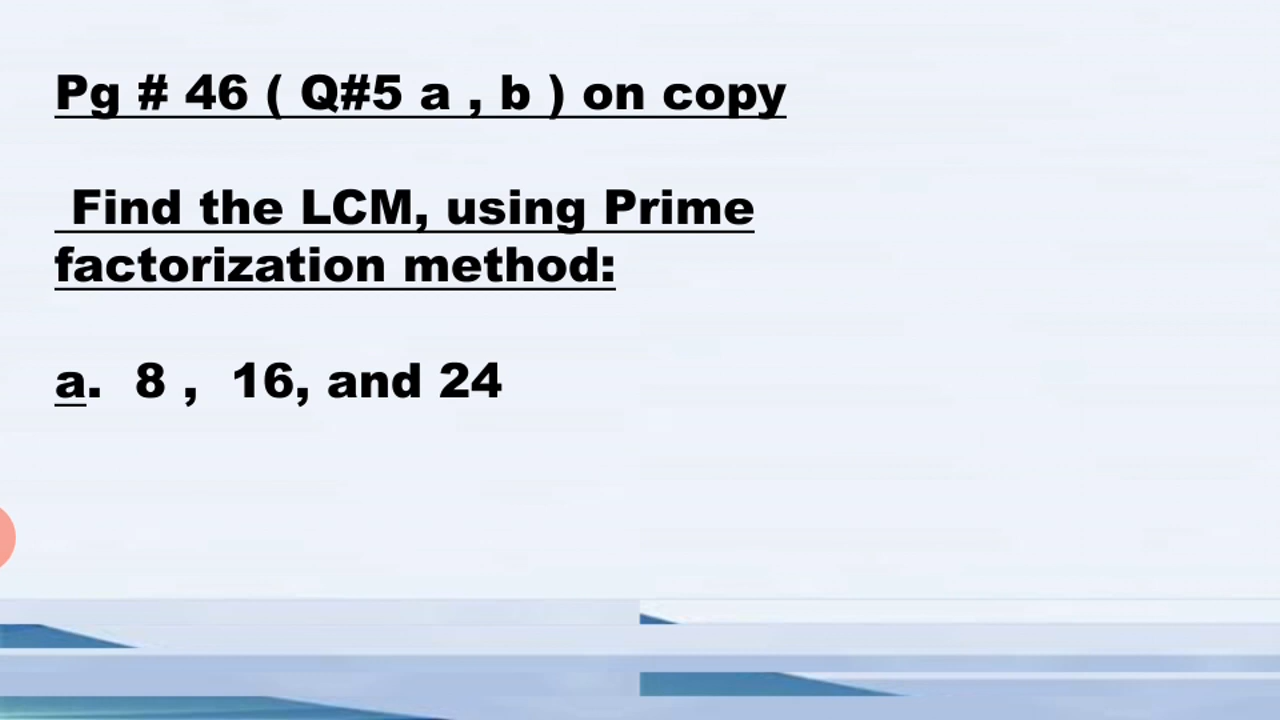 Pg # 46 ( Q#5 a , b ) on copy
Find the LCM, using Prime
factorization method:
a. 8 , 16, and 24